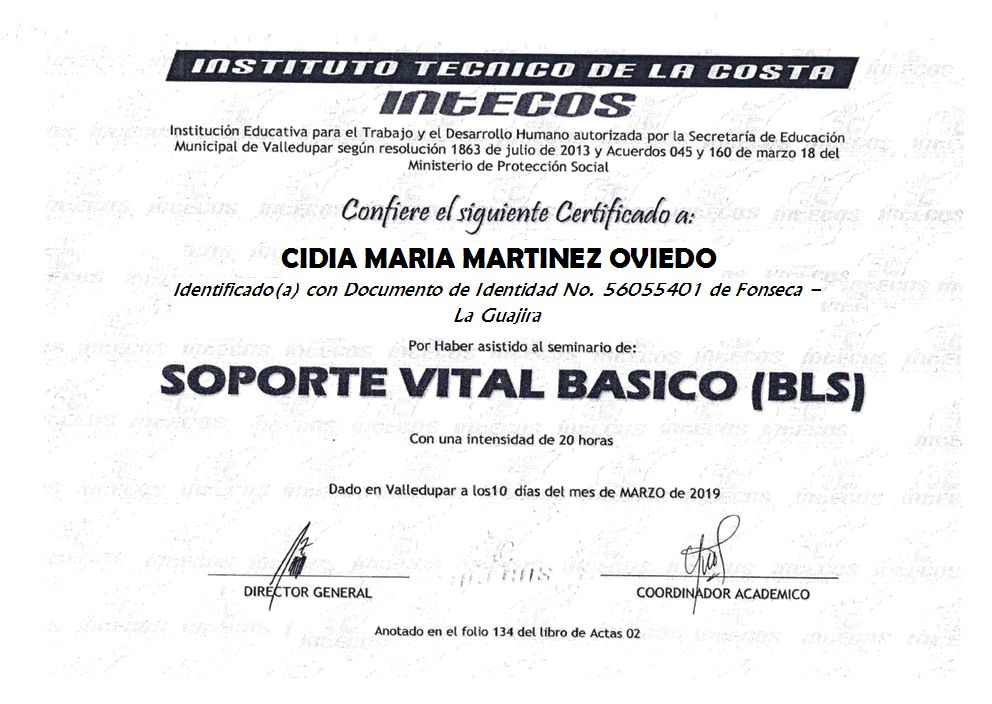 INSTITUTO TECNICO DE LA COSTA
INTECOS
Institución Educativa para el Trabajo y el Desarrollo Humano autorizada por la Secretaría de Educación
Municipal de Valledupar según resolución 1863 de julio de 2013 y Acuerdos 045 y 160 de marzo 18 del
Ministerio de Protección Social
Confiere el siguiente Certificado a:
CIDIA MARIA MARTINEZ OVIEDO
Identificado(a) con Documento de Identidad No. 56055401 de Fonseca –
La Guajira
Por Haber asistido al seminario de:
SOPORTE VITAL BASICO (BLS)
Con una intensidad de 20 horas
Dado en Valledupar a los10 días del mes de MARZO de 2019
DIRECTOR GENERAL
COORDINADOR ACADEMICO
Anotado en el folio 134 del libro de Actas 02